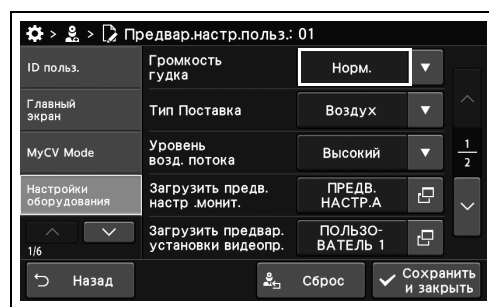 > > Предвар.настр.польз.: 01
ID польз.
Громкость
гудка
Норм.
Главный
экран
Тип Поставка
Воздух
MyCV Mode
Уровень
возд. потока
Высокий
1
2
Настройки
оборудования
Загрузить предв.
настр .монит.
ПРЕДВ.
НАСТР.A
1/6
Загрузить предвар.
установки видеопр.
ПОЛЬЗО-
ВАТЕЛЬ 1
Назад
Сброс
Сохранить
и закрыть